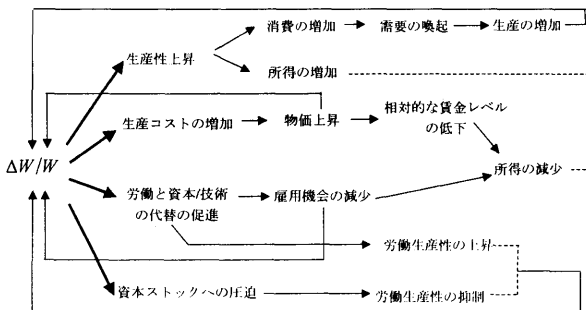 消費の増加
需要の喚起
生産の増加
生産性上昇
所得の増加
生産コストの増加
物価上昇
相対的な賃金レベル
の低下
ΔW/W
所得の減少
労働と資本/技術
の代替の促進
雇用機会の減少
労働生産性の上昇
資本ストックへの圧迫
労働生産性の抑制